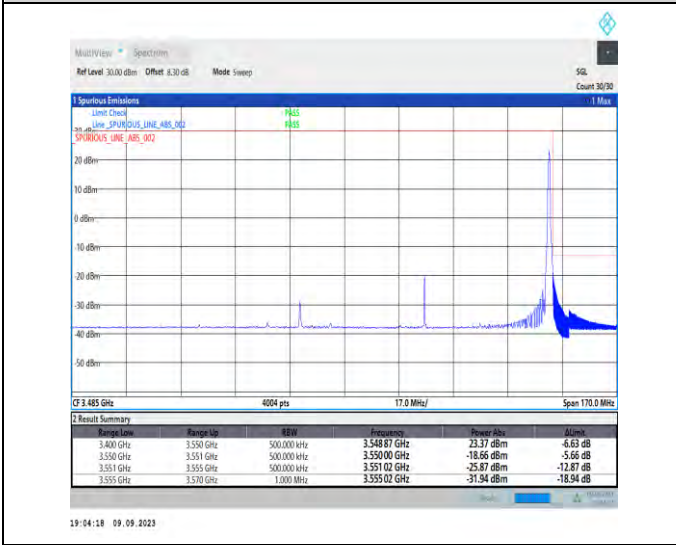 MultiView Spectrum
Ref Level 30.00 dBm Offset 8.30 dB Mode Sweep SGL
Count 30/30
1 Spurious Emissions 1 Max
Limit Check PASS
Line _SPURIOUS_LINE_ABS_002 PASS
SPURIOUS_LINE_ABS_002
20 dBm
10 dBm
0 dBm
-10 dBm
-20 dBm
-30 dBm
-40 dBm
-50 dBm
CF 3.485 GHz 4004 pts 17.0 MHz/ Span 170.0 MHz
2 Result Summary
Range Low Range Up RBW Frequency Power Abs ΔLimit
3.400 GHz 3.550 GHz 500.000 kHz 3.548 87 GHz 23.37 dBm -6.63 dB
3.550 GHz 3.551 GHz 500.000 kHz 3.550 00 GHz -18.66 dBm -5.66 dB
3.551 GHz 3.555 GHz 500.000 kHz 3.551 02 GHz -25.87 dBm -12.87 dB
3.555 GHz 3.570 GHz 1.000 MHz 3.555 02 GHz -31.94 dBm -18.94 dB
19:04:18 09.09.2023